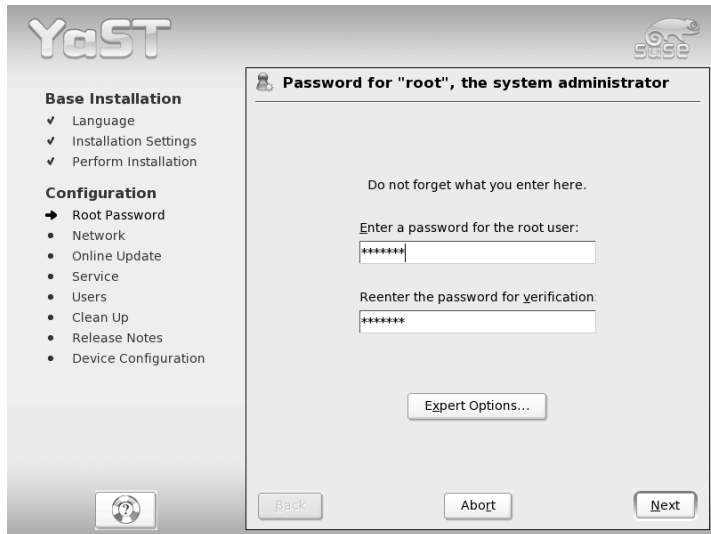 YaST
SUSE
Base Installation
Language
Installation Settings
Perform Installation
Configuration
Root Password
Network
Online Update
Service
Users
Clean Up
Release Notes
Device Configuration
Password for "root", the system administrator
Do not forget what you enter here.
Enter a password for the root user:
*******
Reenter the password for verification:
*******
Expert Options...
Back
Abort
Next